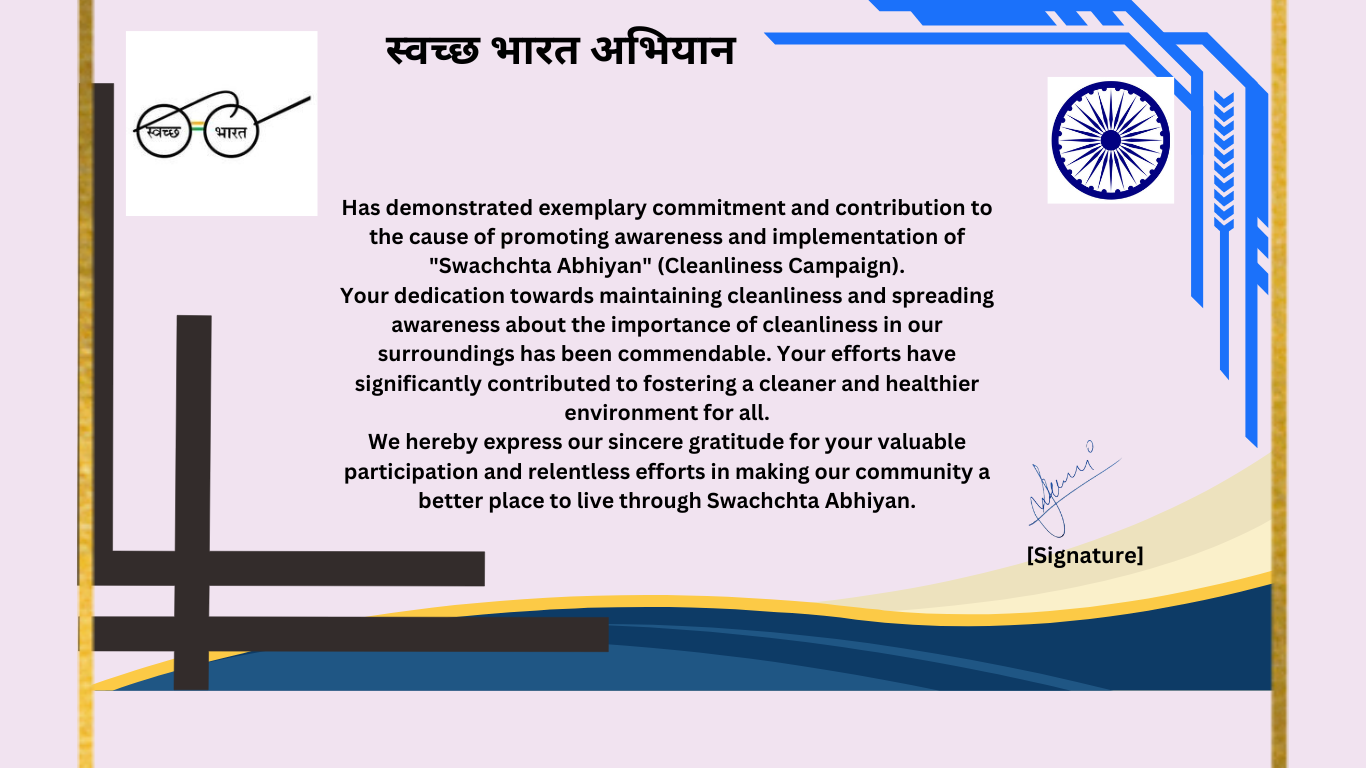 स्वच्छ भारत अभियान
स्वच्छ भारत
Has demonstrated exemplary commitment and contribution to
the cause of promoting awareness and implementation of
"Swachchta Abhiyan" (Cleanliness Campaign).
Your dedication towards maintaining cleanliness and spreading
awareness about the importance of cleanliness in our
surroundings has been commendable. Your efforts have
significantly contributed to fostering a cleaner and healthier
environment for all.
We hereby express our sincere gratitude for your valuable
participation and relentless efforts in making our community a
better place to live through Swachchta Abhiyan.
[Signature]